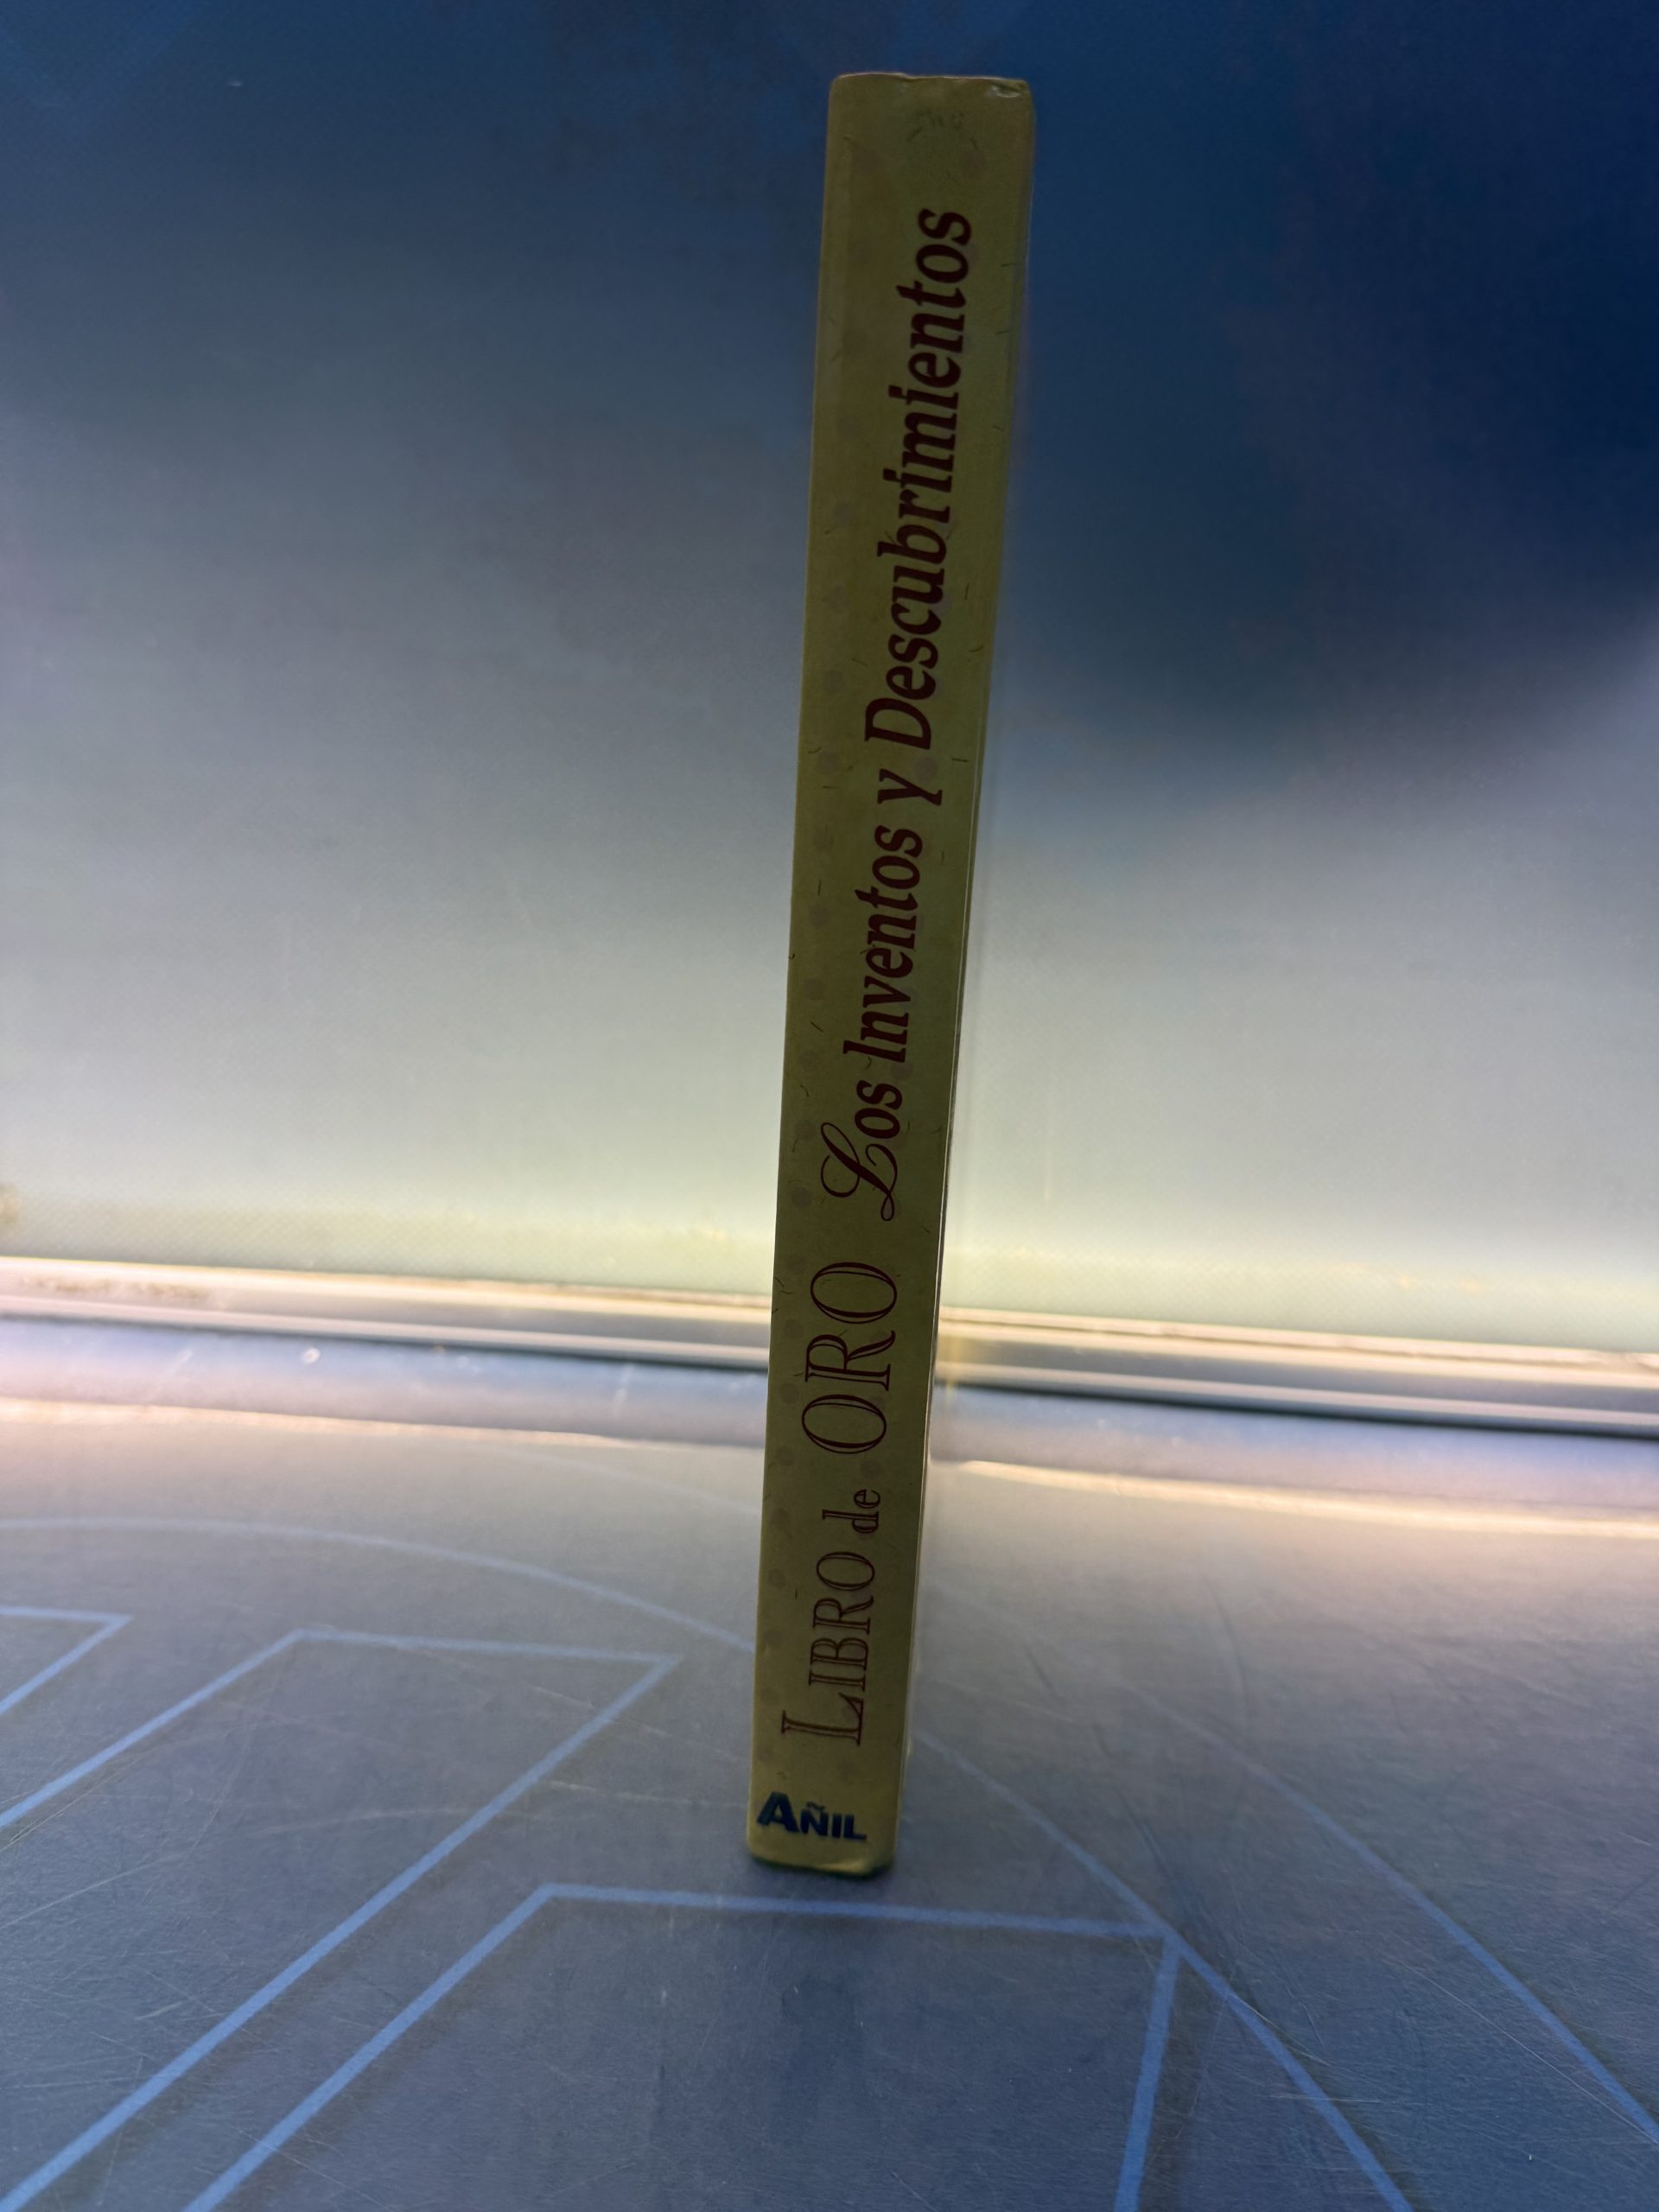 LIBRO de ORO Los Inventos y Descubrimientos
AÑIL